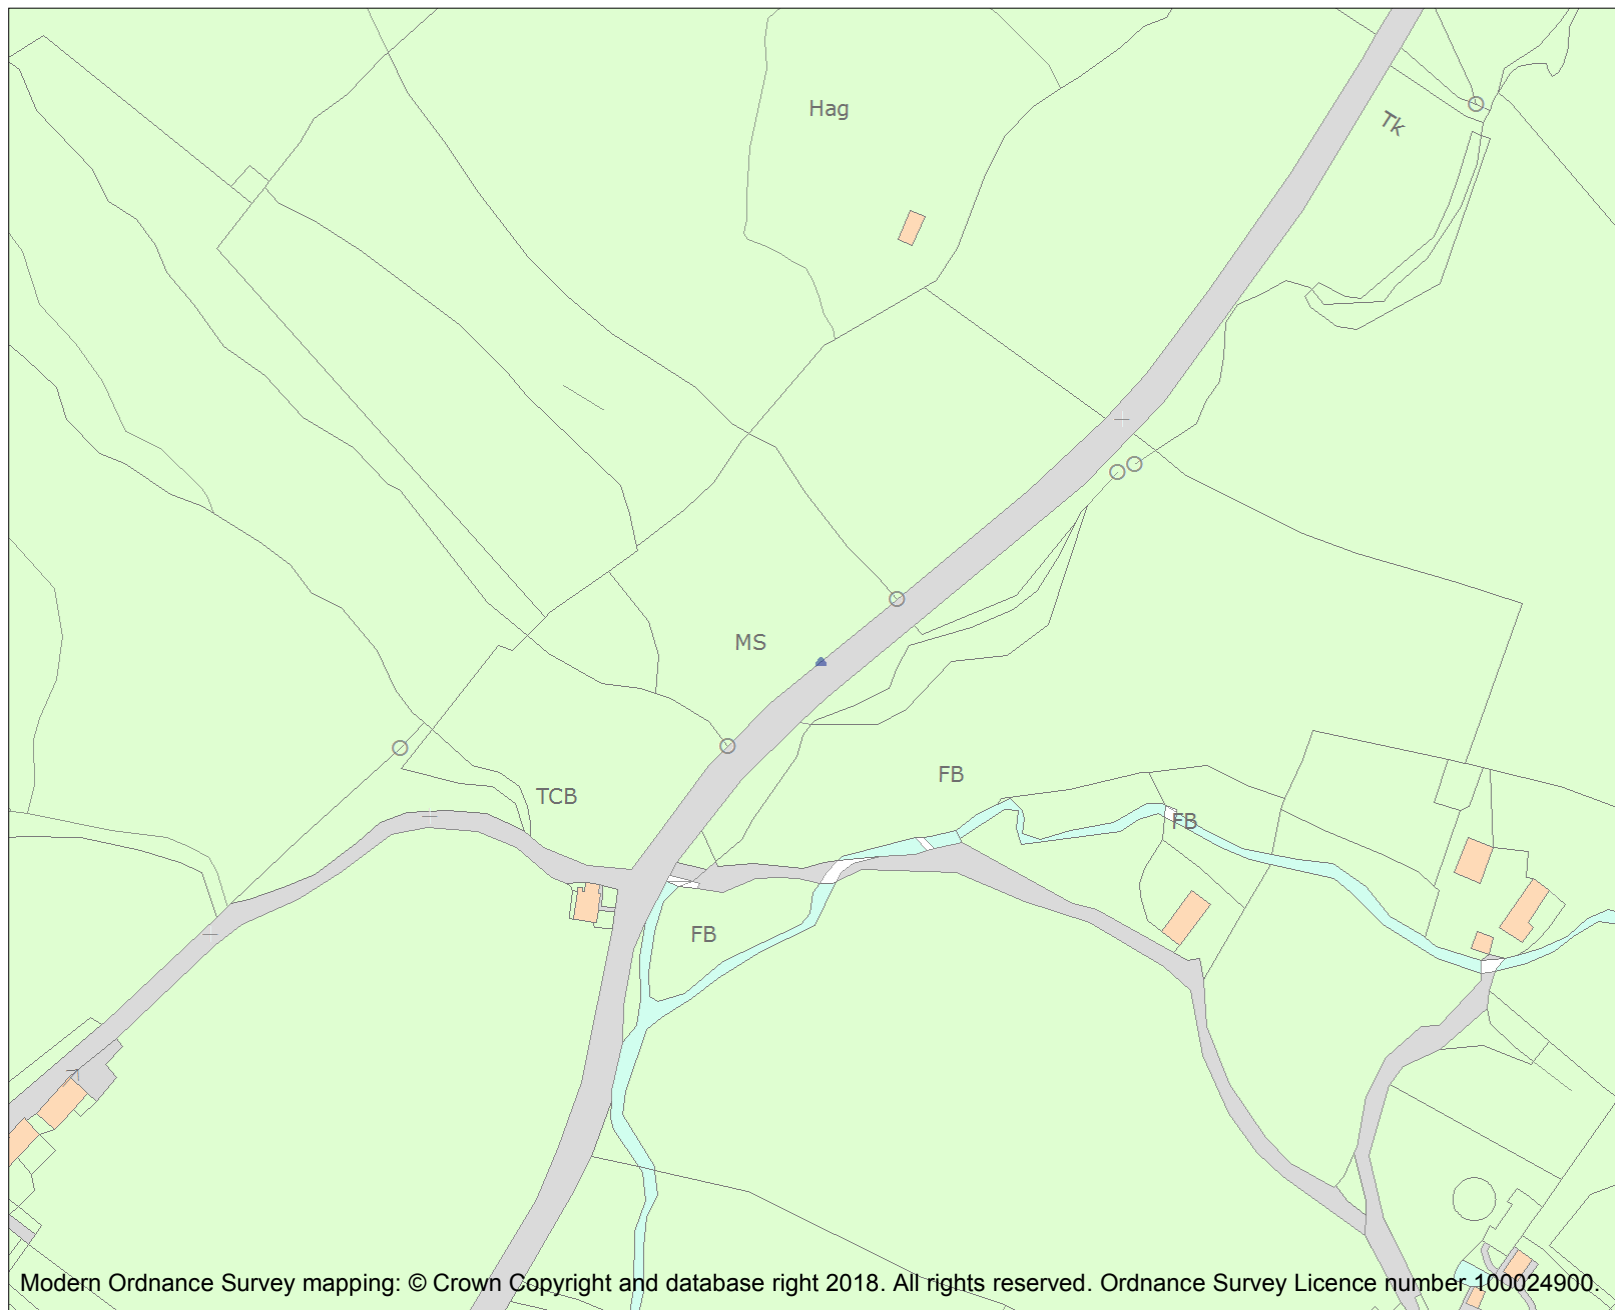 Hag
Tk
MS
FB
TCB
FB
FB
Modern Ordnance Survey mapping: © Crown Copyright and database right 2018. All rights reserved. Ordnance Survey Licence number 100024900.